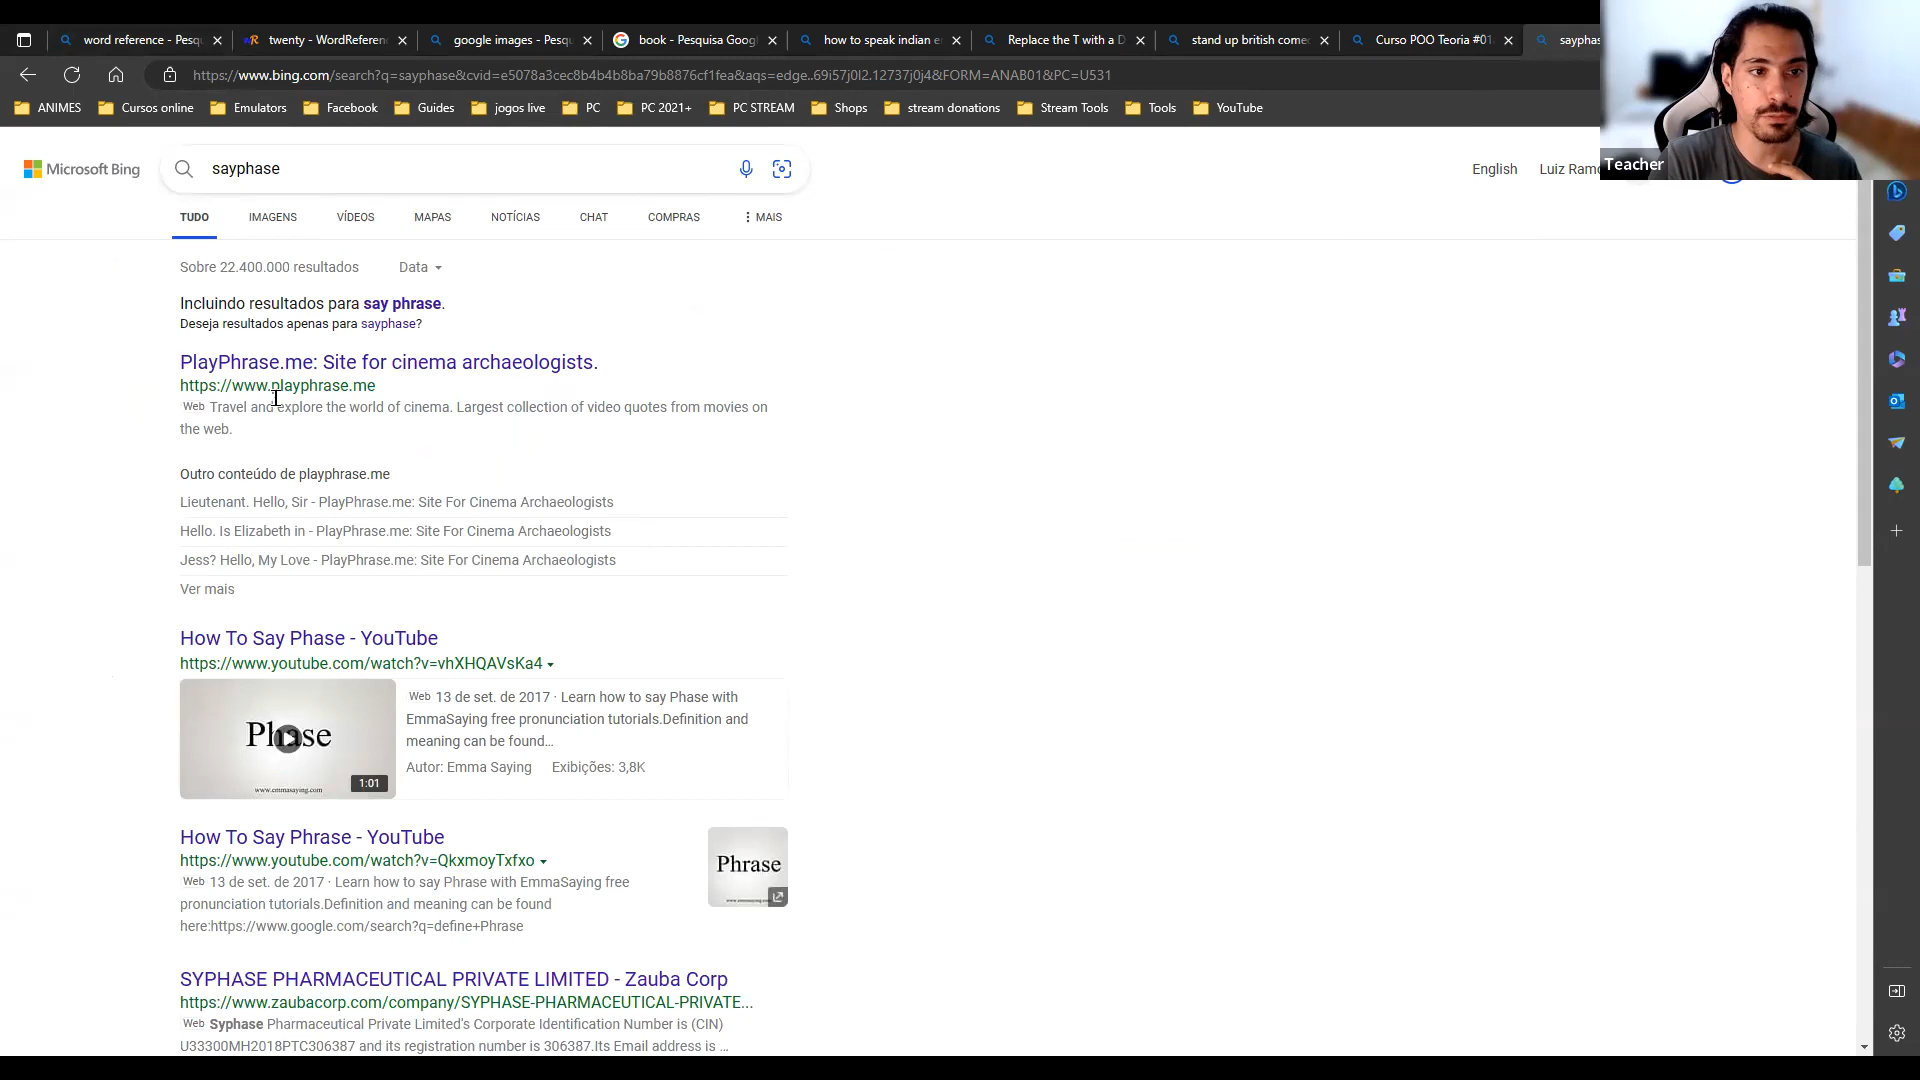 word reference - Pesq
twenty - WordReferen
google images - Pesq
book - Pesquisa Goog
how to speak indian e
Replace the T with a D
stand up british come
Curso POO Teoria #01
sayphas
https://www.bing.com/search?q=sayphase&cvid=e5078a3cec8b4b4b8ba79b8876cf1fea&aqs=edge..69i57j0l2.12737j0j4&FORM=ANAB01&PC=U531
ANIMES
Cursos online
Emulators
Facebook
Guides
jogos live
PC
PC 2021+
PC STREAM
Shops
stream donations
Stream Tools
Tools
YouTube
Microsoft Bing
sayphase
English
Luiz Ramo
Teacher
TUDO
IMAGENS
VÍDEOS
MAPAS
NOTÍCIAS
CHAT
COMPRAS
MAIS
Sobre 22.400.000 resultados
Data
Incluindo resultados para say phrase.
Deseja resultados apenas para sayphase?
PlayPhrase.me: Site for cinema archaeologists.
https://www.playphrase.me
Web Travel and explore the world of cinema. Largest collection of video quotes from movies on
the web.
Outro conteúdo de playphrase.me
Lieutenant. Hello, Sir - PlayPhrase.me: Site For Cinema Archaeologists
Hello. Is Elizabeth in - PlayPhrase.me: Site For Cinema Archaeologists
Jess? Hello, My Love - PlayPhrase.me: Site For Cinema Archaeologists
Ver mais
How To Say Phase - YouTube
https://www.youtube.com/watch?v=vhXHQAVsKa4
Phase
www.emmasaying.com
1:01
Web 13 de set. de 2017 · Learn how to say Phase with
EmmaSaying free pronunciation tutorials.Definition and
meaning can be found…
Autor: Emma Saying
Exibições: 3,8K
How To Say Phrase - YouTube
https://www.youtube.com/watch?v=QkxmoyTxfxo
Web 13 de set. de 2017 · Learn how to say Phrase with EmmaSaying free
pronunciation tutorials.Definition and meaning can be found
here:https://www.google.com/search?q=define+Phrase
Phrase
SYPHASE PHARMACEUTICAL PRIVATE LIMITED - Zauba Corp
https://www.zaubacorp.com/company/SYPHASE-PHARMACEUTICAL-PRIVATE...
Web Syphase Pharmaceutical Private Limited's Corporate Identification Number is (CIN)
U33300MH2018PTC306387 and its registration number is 306387.Its Email address is …